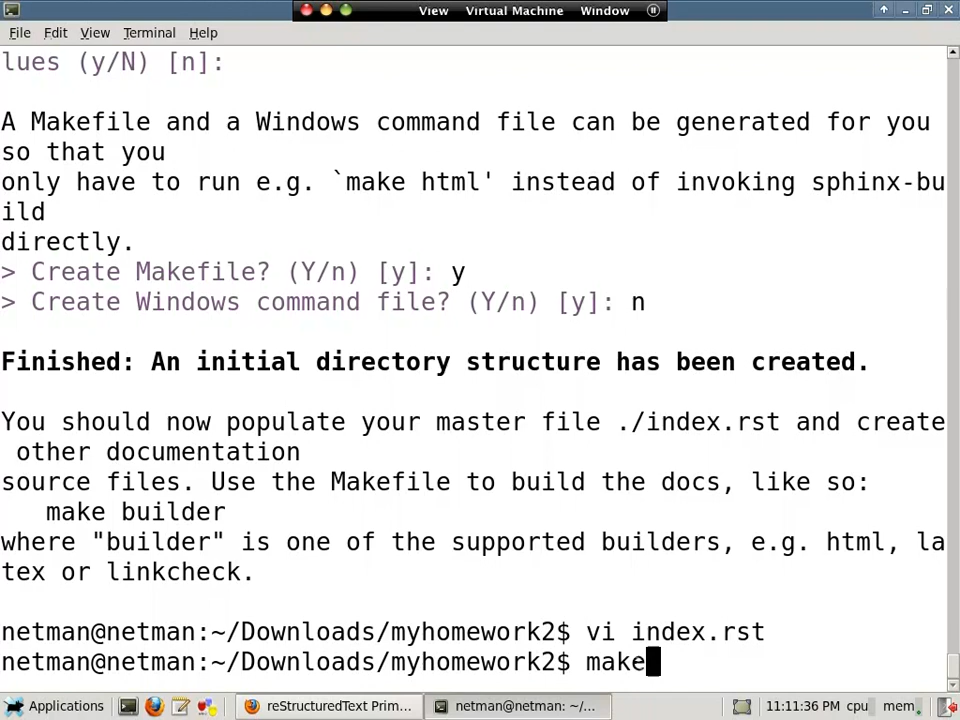 View Virtual Machine Window
File Edit View Terminal Help
lues (y/N) [n]:
A Makefile and a Windows command file can be generated for you
so that you
only have to run e.g. `make html' instead of invoking sphinx-bu
ild
directly.
> Create Makefile? (Y/n) [y]: y
> Create Windows command file? (Y/n) [y]: n
Finished: An initial directory structure has been created.
You should now populate your master file ./index.rst and create
other documentation
source files. Use the Makefile to build the docs, like so:
make builder
where "builder" is one of the supported builders, e.g. html, la
tex or linkcheck.
netman@netman:~/Downloads/myhomework2$ vi index.rst
netman@netman:~/Downloads/myhomework2$ make
Applications reStructuredText Prim... netman@netman: ~/... 11:11:36 PM cpu mem